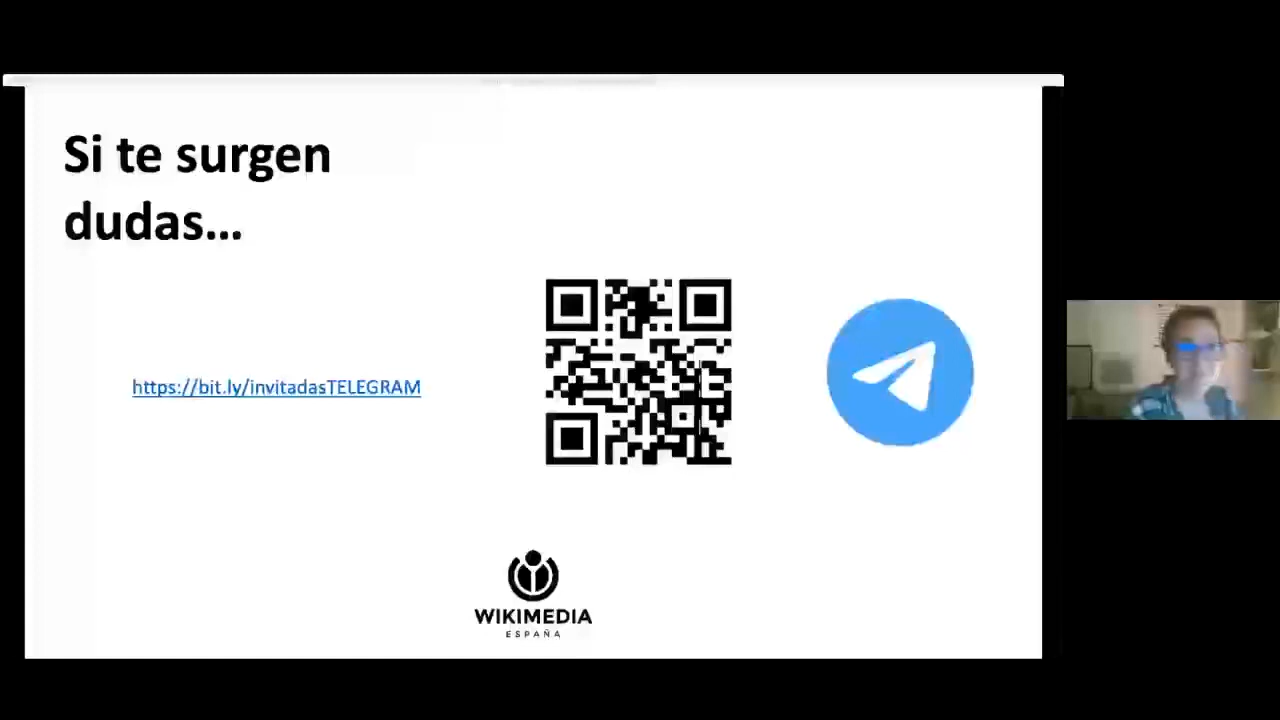 Si te surgen
dudas...
https://bit.ly/invitadasTELEGRAM
WIKIMEDIA
ESPAÑA